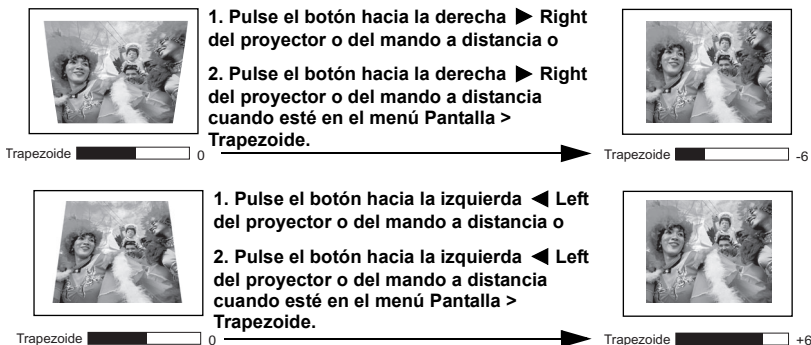 1. Pulse el botón hacia la derecha ▶ Right
del proyector o del mando a distancia o
2. Pulse el botón hacia la derecha ▶ Right
del proyector o del mando a distancia
cuando esté en el menú Pantalla >
Trapezoide.
Trapezoide 0
Trapezoide -6
1. Pulse el botón hacia la izquierda ◀ Left
del proyector o del mando a distancia o
2. Pulse el botón hacia la izquierda ◀ Left
del proyector o del mando a distancia
cuando esté en el menú Pantalla >
Trapezoide.
Trapezoide 0
Trapezoide +6